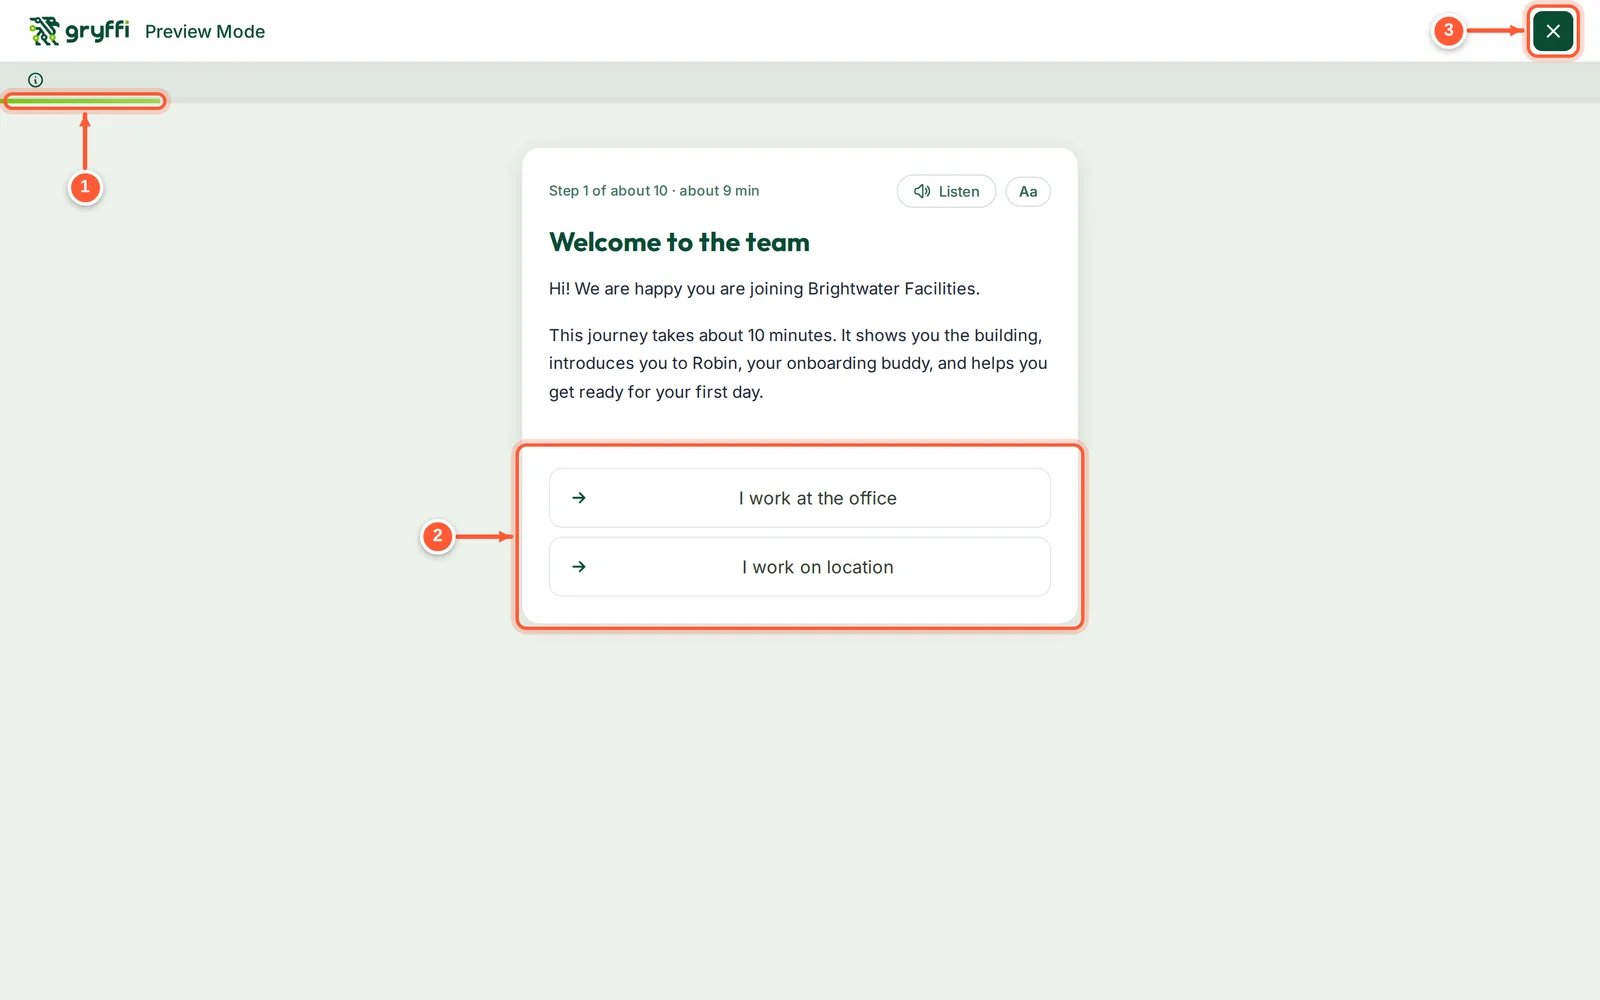 gryffi Preview Mode
3
1
Step 1 of about 10 · about 9 min
Listen
Aa
Welcome to the team
Hi! We are happy you are joining Brightwater Facilities.
This journey takes about 10 minutes. It shows you the building,
introduces you to Robin, your onboarding buddy, and helps you
get ready for your first day.
I work at the office
2
I work on location